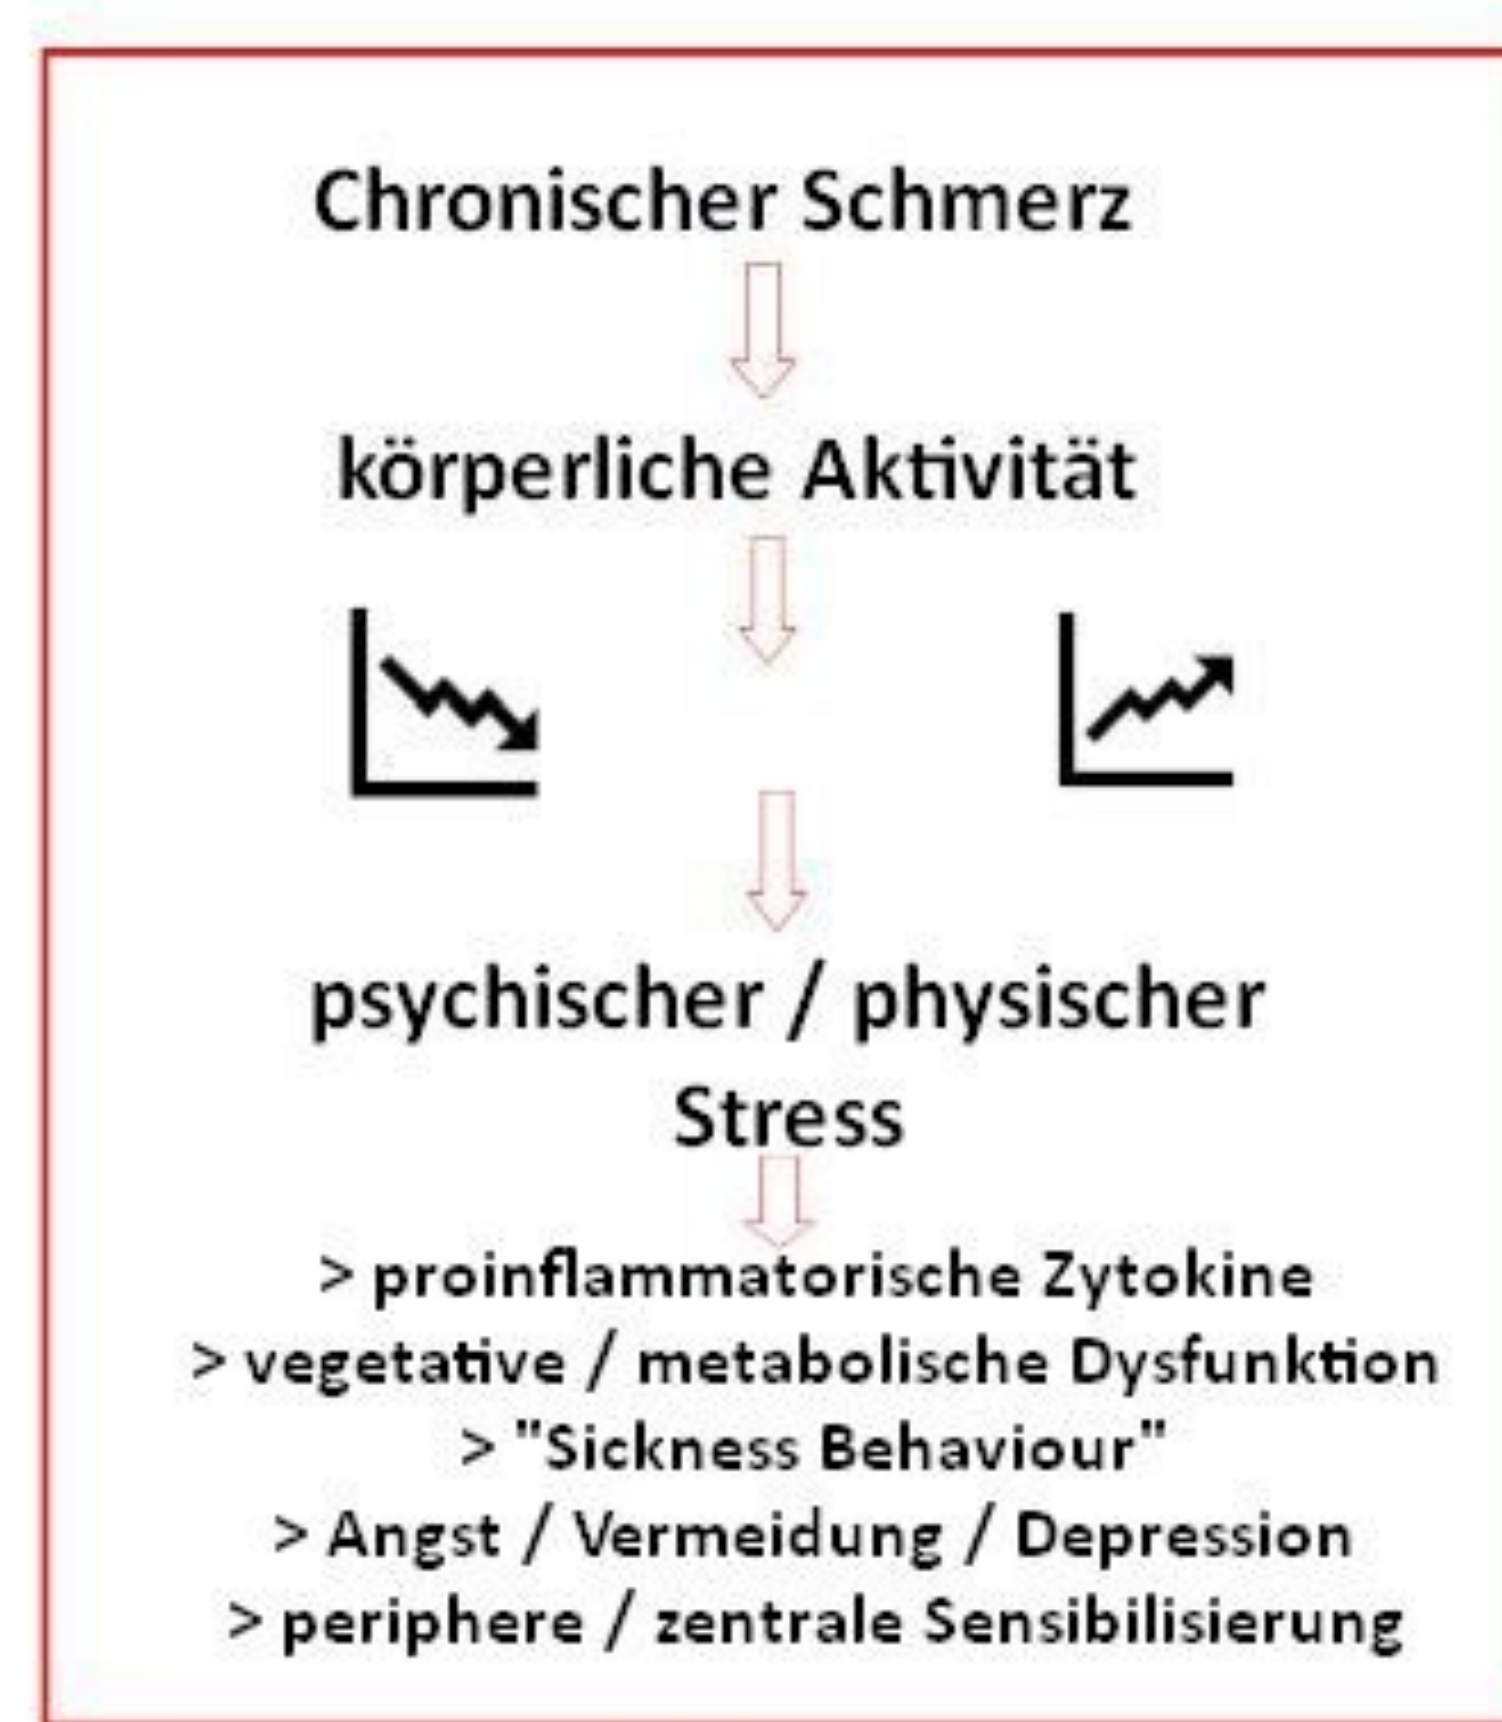 Chronischer Schmerz
körperliche Aktivität
psychischer / physischer
Stress
> proinflammatorische Zytokine
> vegetative / metabolische Dysfunktion
> "Sickness Behaviour"
> Angst / Vermeidung / Depression
> periphere / zentrale Sensibilisierung